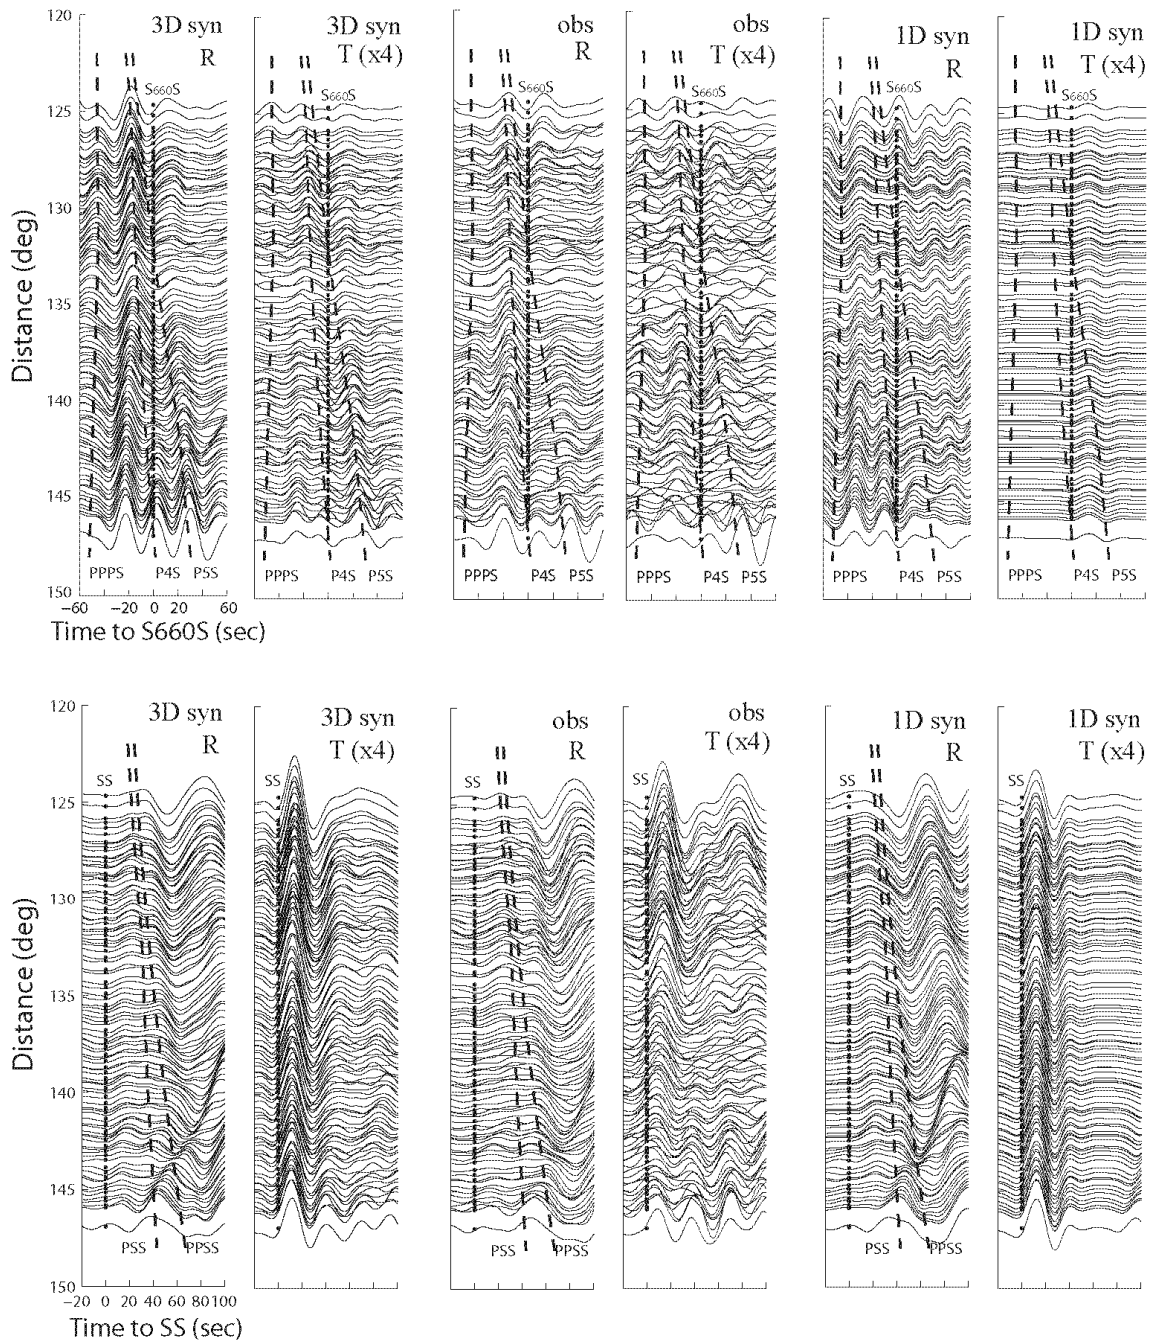 3D syn
R
3D syn
T (x4)
obs
R
obs
T (x4)
1D syn
R
1D syn
T (x4)
S660S
S660S
S660S
S660S
S660S
S660S
120
125
130
135
140
145
150
Distance (deg)
PPPS P4S P5S
PPPS P4S P5S
PPPS P4S P5S
PPPS P4S P5S
PPPS P4S P5S
PPPS P4S P5S
-60 -40 -20 0 20 40 60
Time to S660S (sec)
3D syn
R
3D syn
T (x4)
obs
R
obs
T (x4)
1D syn
R
1D syn
T (x4)
SS
SS
SS
SS
SS
SS
120
125
130
135
140
145
150
Distance (deg)
PSS PPSS
PSS PPSS
PSS PPSS
-20 0 20 40 60 80 100
Time to SS (sec)